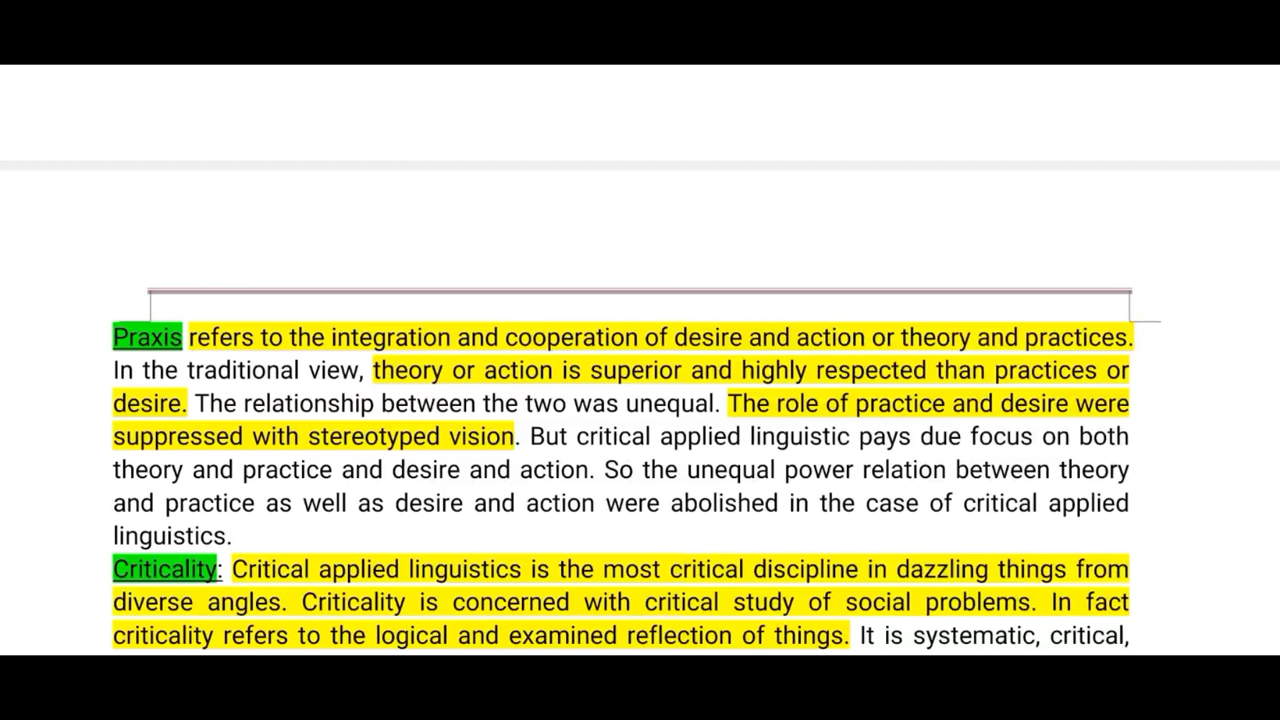 Praxis refers to the integration and cooperation of desire and action or theory and practices.
In the traditional view, theory or action is superior and highly respected than practices or
desire. The relationship between the two was unequal. The role of practice and desire were
suppressed with stereotyped vision. But critical applied linguistic pays due focus on both
theory and practice and desire and action. So the unequal power relation between theory
and practice as well as desire and action were abolished in the case of critical applied
linguistics.
Criticality: Critical applied linguistics is the most critical discipline in dazzling things from
diverse angles. Criticality is concerned with critical study of social problems. In fact
criticality refers to the logical and examined reflection of things. It is systematic, critical,